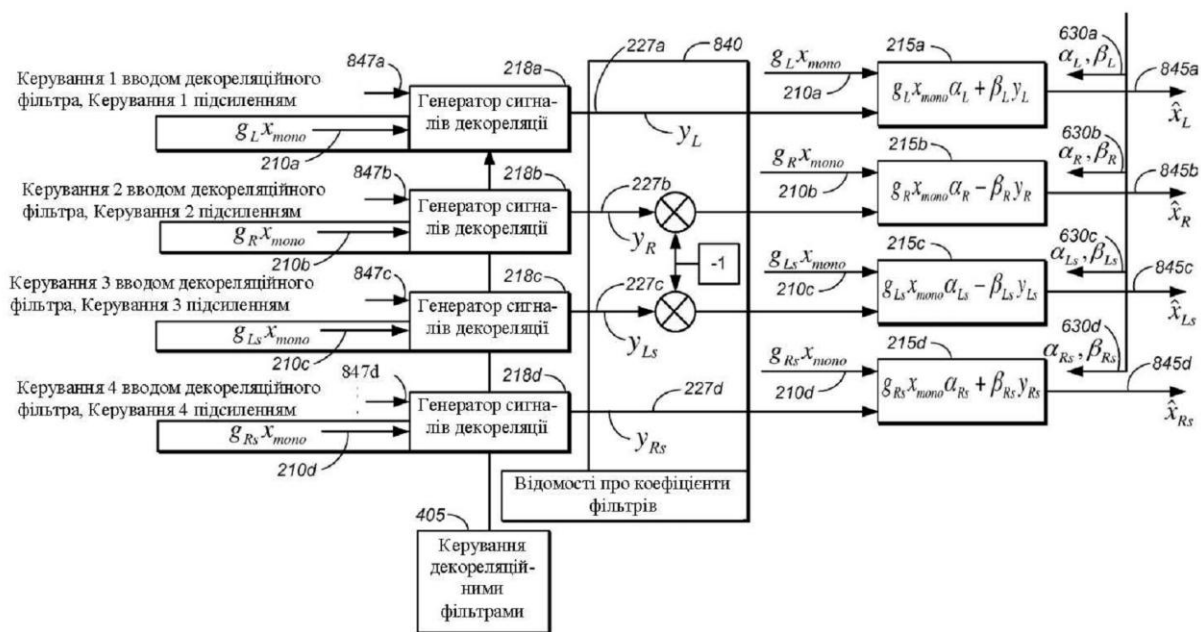 227a
840
g_L x_mono
215a
630a
α_L, β_L
845a
Керування 1 вводом декореляційного
фільтра, Керування 1 підсиленням
847a
218a
Генератор сигна-
лів декореляції
g_L x_mono
210a
y_L
210a
g_L x_mono α_L + β_L y_L
x̂_L
Керування 2 вводом декореляційного
фільтра, Керування 2 підсиленням
847b
218b
Генератор сигна-
лів декореляції
g_R x_mono
210b
227b
y_R
g_R x_mono
210b
215b
g_R x_mono α_R − β_R y_R
630b
α_R, β_R
845b
x̂_R
-1
Керування 3 вводом декореляційного
фільтра, Керування 3 підсиленням
847c
218c
Генератор сигна-
лів декореляції
g_Ls x_mono
210c
227c
y_Ls
g_Ls x_mono
210c
215c
g_Ls x_mono α_Ls − β_Ls y_Ls
630c
α_Ls, β_Ls
845c
x̂_Ls
Керування 4 вводом декореляційного
фільтра, Керування 4 підсиленням
847d
218d
Генератор сигна-
лів декореляції
g_Rs x_mono
210d
227d
y_Rs
g_Rs x_mono
210d
215d
g_Rs x_mono α_Rs + β_Rs y_Rs
630d
α_Rs, β_Rs
845d
x̂_Rs
Відомості про коефіцієнти
фільтрів
405
Керування
декореляцій-
ними
фільтрами